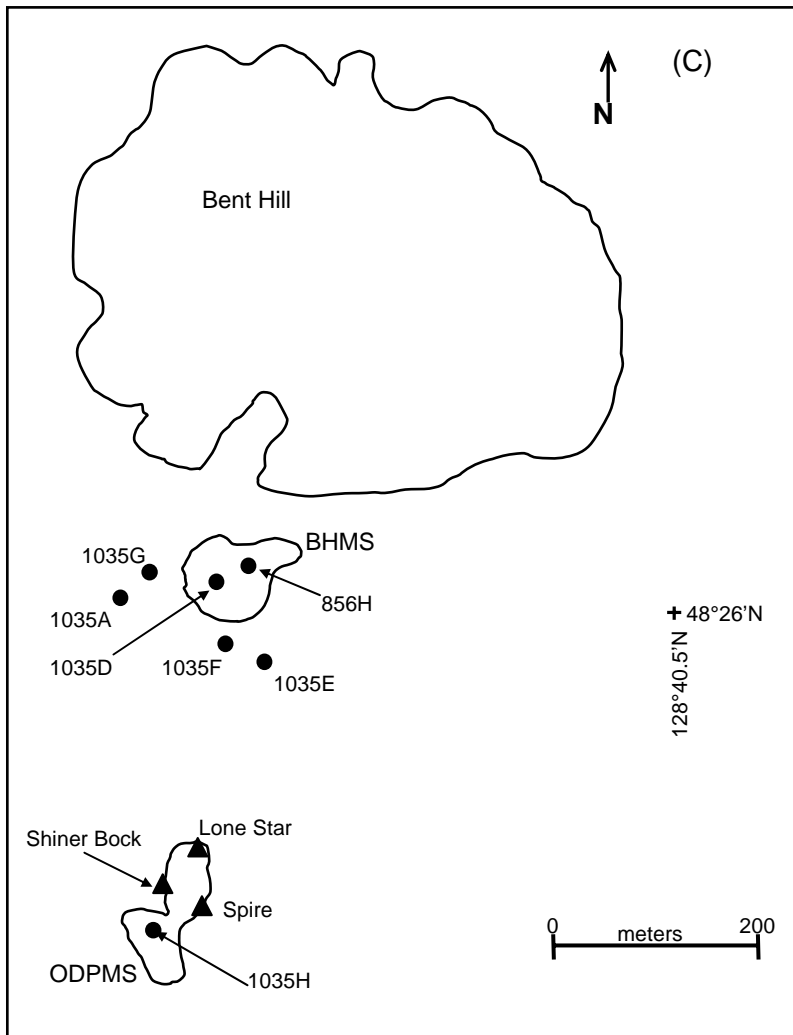 (C)
N
Bent Hill
BHMS
1035G
856H
1035A
48°26'N
1035D
1035F
1035E
128°40.5'N
Lone Star
Shiner Bock
Spire
0
200
meters
ODPMS
1035H